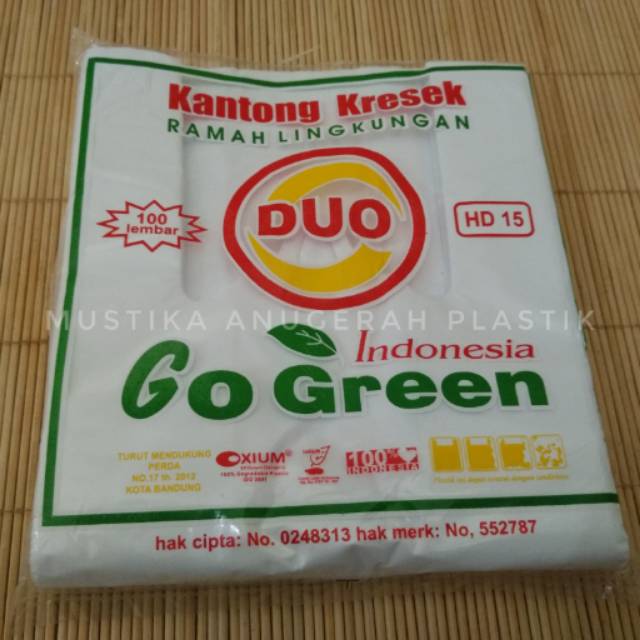 Kantong Kresek
RAMAH LINGKUNGAN
100
lembar
DUO
HD 15
MUSTIKA ANUGERAH PLASTIK
Indonesia
Go Green
TURUT MENDUKUNG
PERDA
NO.17 th. 2012
KOTA BANDUNG
OXIUM
100%
INDONESIA
hak cipta: No. 0248313 hak merk: No, 552787